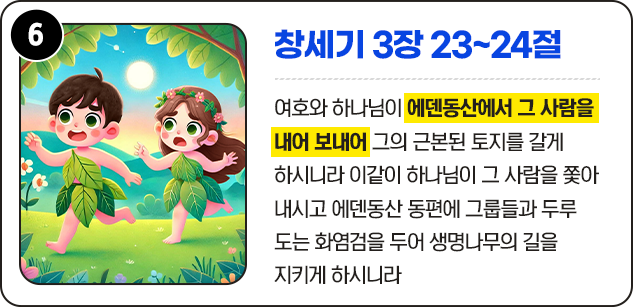 6
창세기 3장 23~24절
여호와 하나님이 에덴동산에서 그 사람을
내어 보내어 그의 근본된 토지를 갈게
하시니라 이같이 하나님이 그 사람을 쫓아
내시고 에덴동산 동편에 그룹들과 두루
도는 화염검을 두어 생명나무의 길을
지키게 하시니라